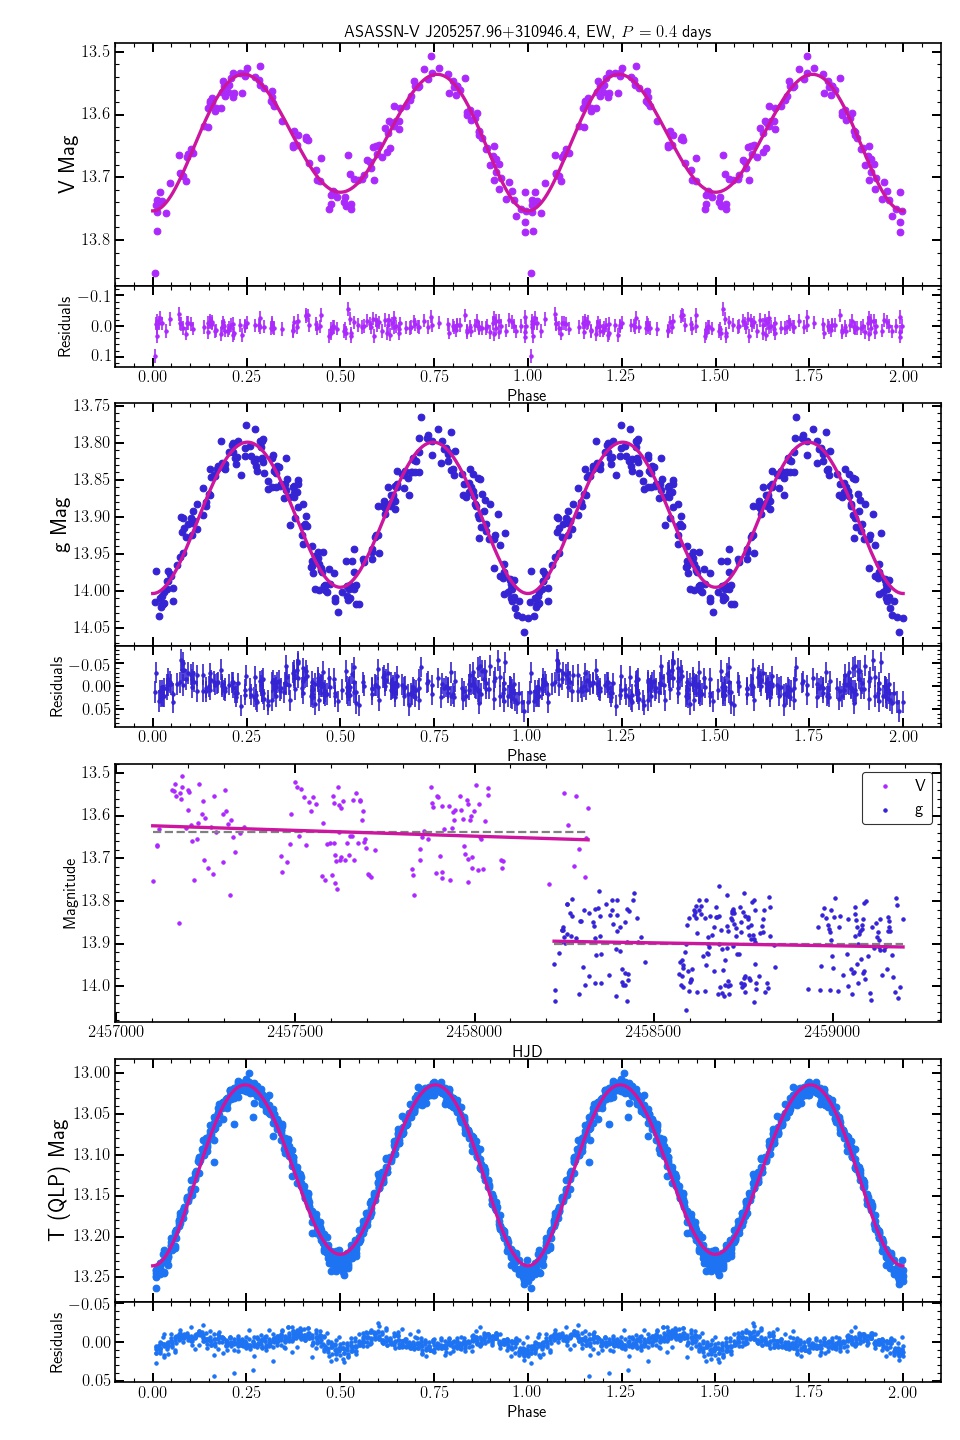 ASASSN-V J205257.96+310946.4, EW, P = 0.4 days
13.5
13.6
13.7
13.8
V Mag
−0.1
0.0
0.1
Residuals
0.00 0.25 0.50 0.75 1.00 1.25 1.50 1.75 2.00
Phase
13.75
13.80
13.85
13.90
13.95
14.00
14.05
g Mag
−0.05
0.00
0.05
Residuals
0.00 0.25 0.50 0.75 1.00 1.25 1.50 1.75 2.00
Phase
13.5
13.6
13.7
13.8
13.9
14.0
Magnitude
V
g
2457000 2457500 2458000 2458500 2459000
HJD
13.00
13.05
13.10
13.15
13.20
13.25
T (QLP) Mag
−0.05
0.00
0.05
Residuals
0.00 0.25 0.50 0.75 1.00 1.25 1.50 1.75 2.00
Phase